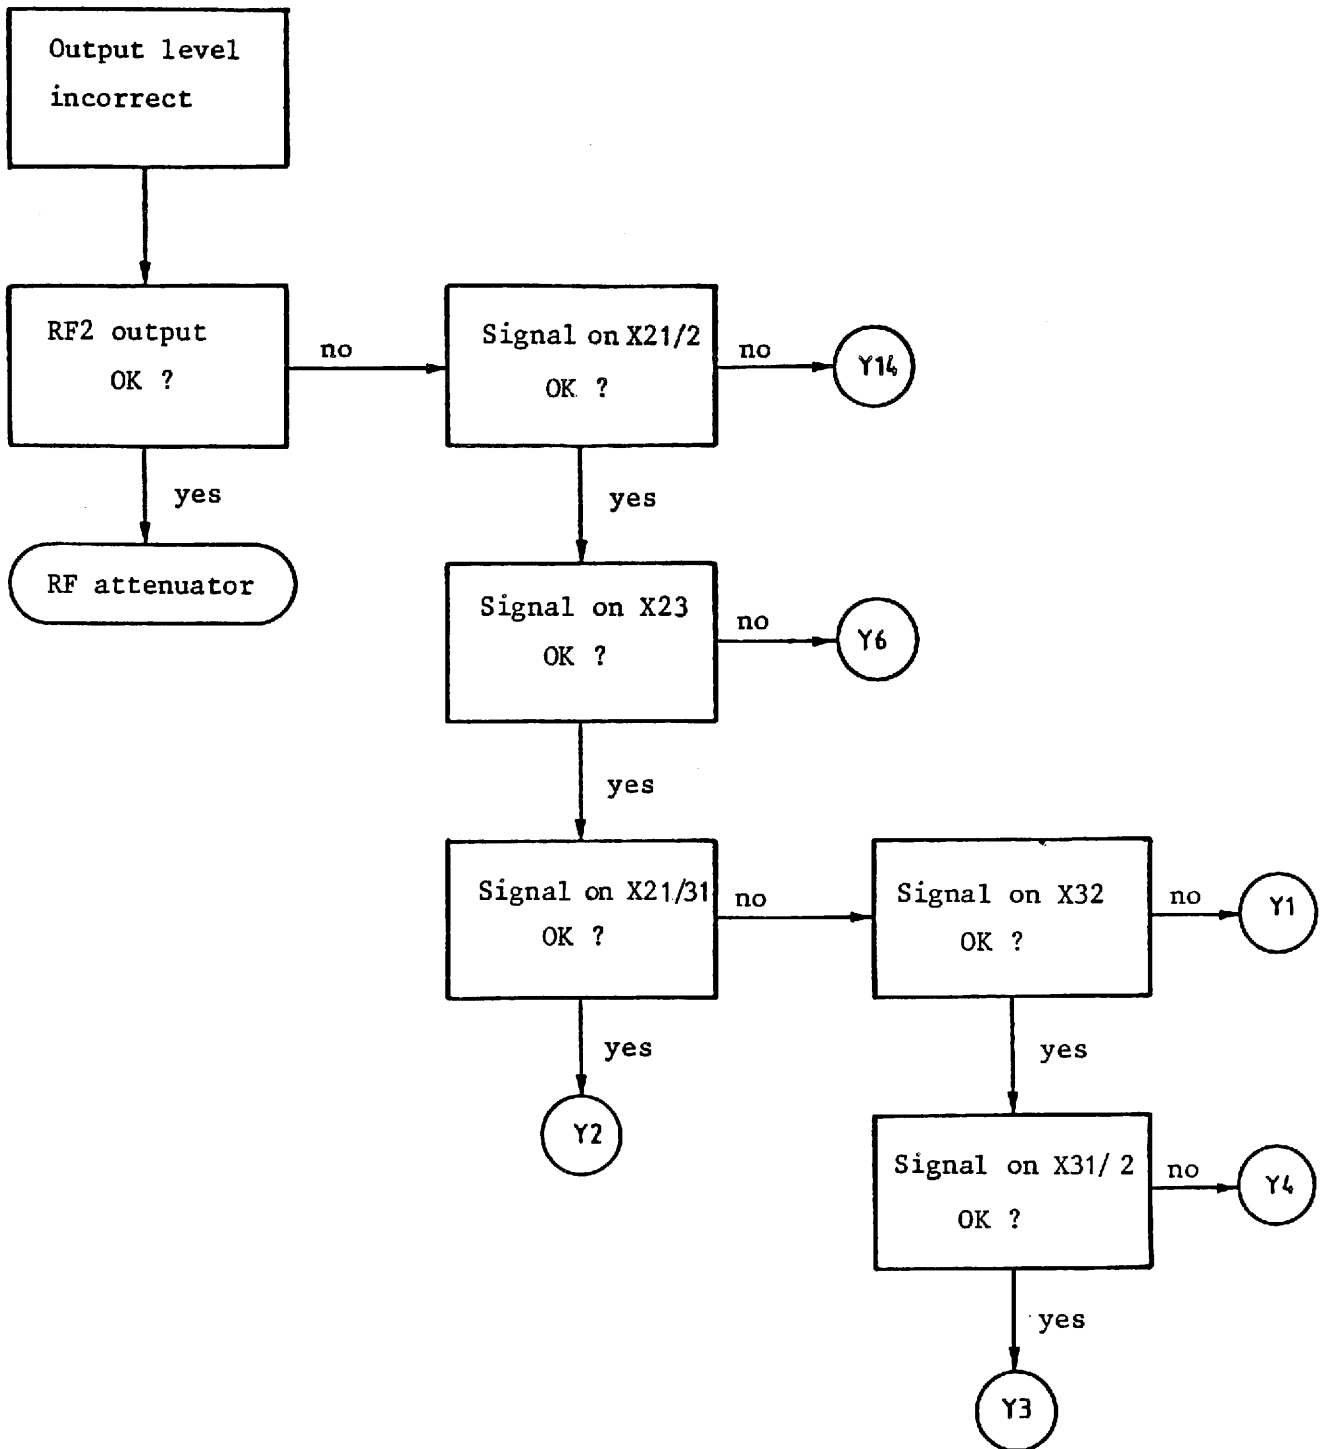 Output level
incorrect
RF2 output
OK ?
no
Signal on X21/2
OK ?
no
Y14
yes
RF attenuator
yes
Signal on X23
OK ?
no
Y6
yes
Signal on X21/31
OK ?
no
Signal on X32
OK ?
no
Y1
yes
Y2
yes
Signal on X31/ 2
OK ?
no
Y4
yes
Y3